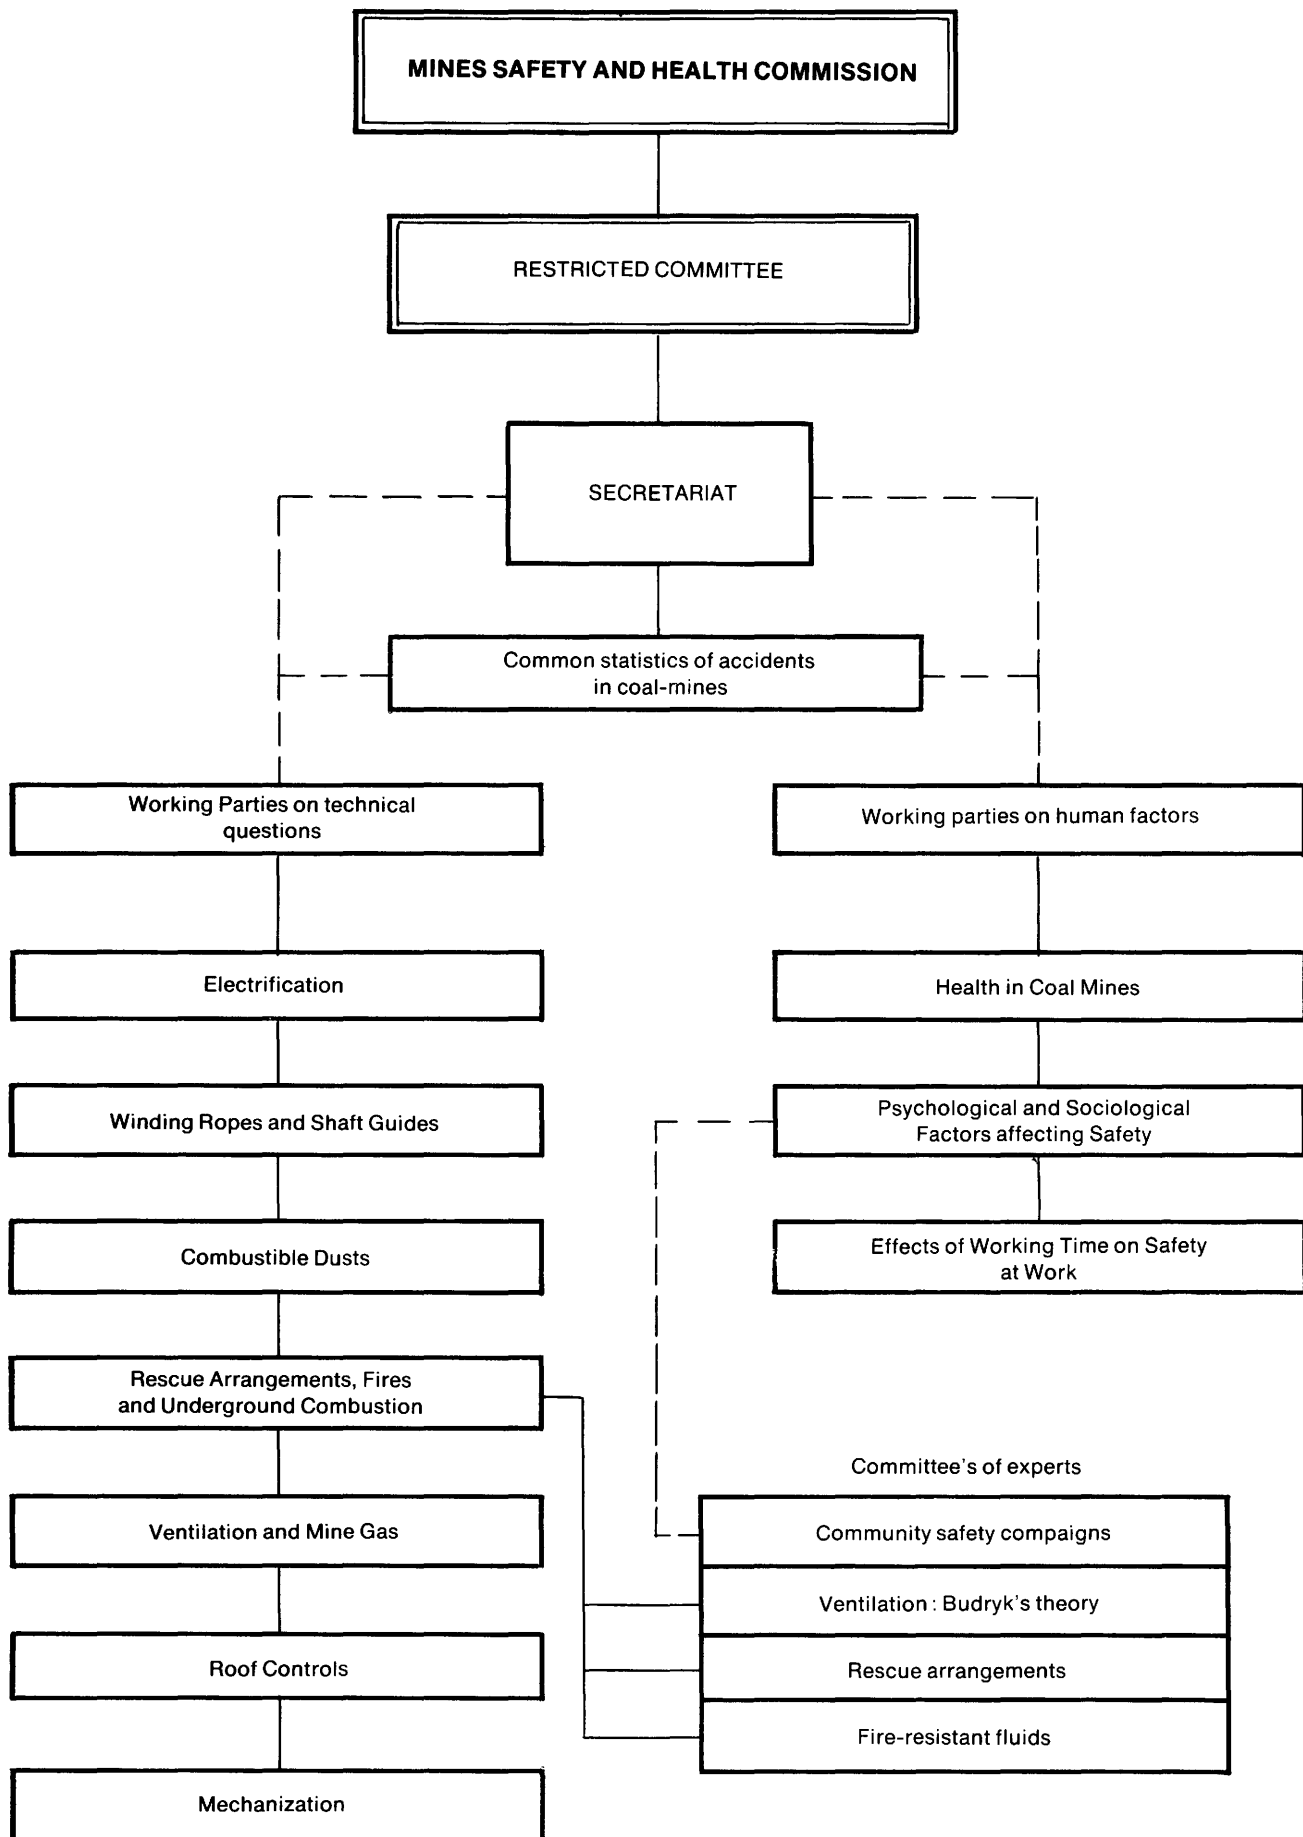 MINES SAFETY AND HEALTH COMMISSION
RESTRICTED COMMITTEE
SECRETARIAT
Common statistics of accidents
in coal-mines
Working Parties on technical
questions
Electrification
Winding Ropes and Shaft Guides
Combustible Dusts
Rescue Arrangements, Fires
and Underground Combustion
Ventilation and Mine Gas
Roof Controls
Mechanization
Working parties on human factors
Health in Coal Mines
Psychological and Sociological
Factors affecting Safety
Effects of Working Time on Safety
at Work
Committee's of experts
Community safety compaigns
Ventilation : Budryk's theory
Rescue arrangements
Fire-resistant fluids